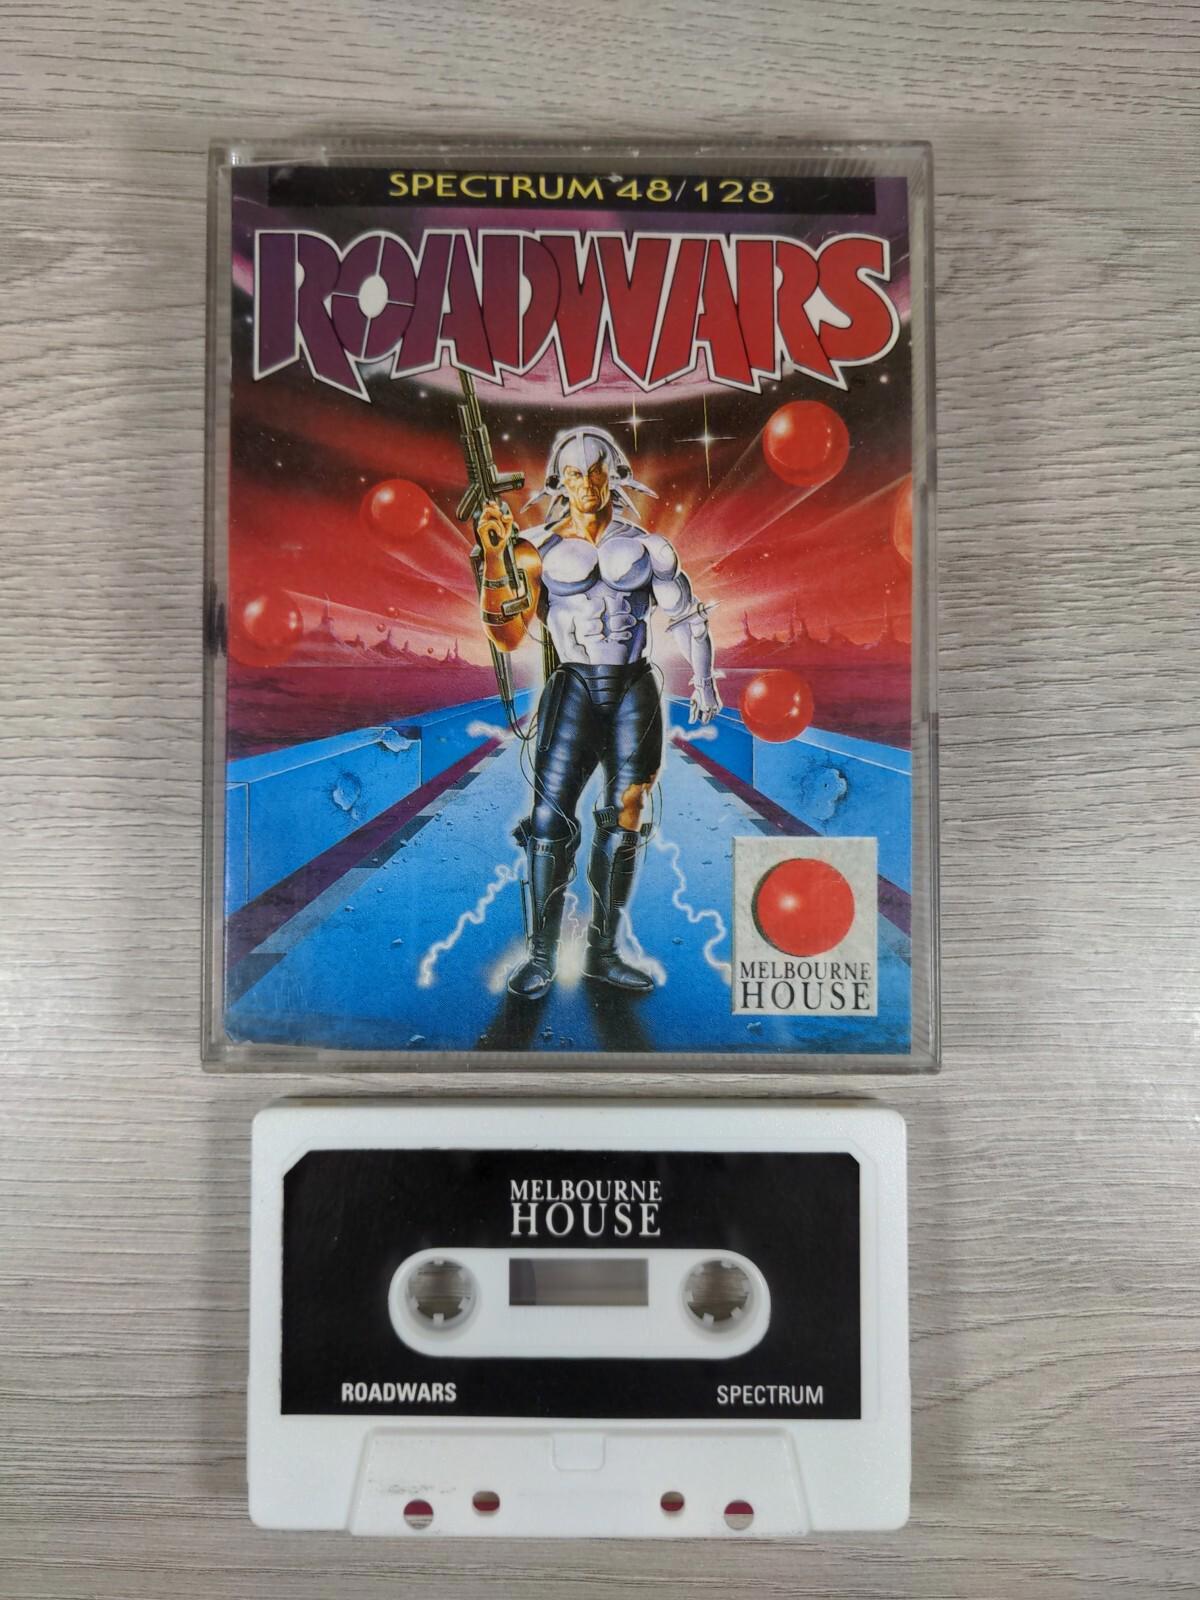 SPECTRUM 48/128
ROADWARS
MELBOURNE
HOUSE
MELBOURNE
HOUSE
ROADWARS
SPECTRUM